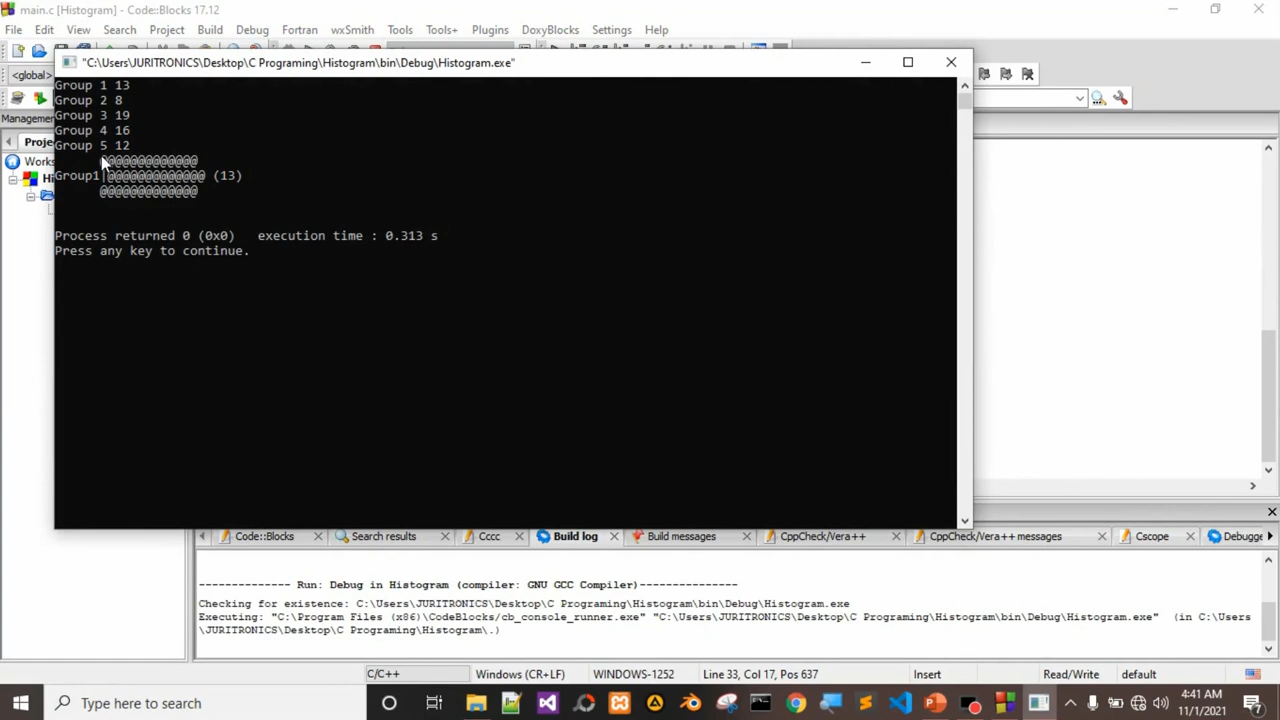 main.c [Histogram] - Code::Blocks 17.12
File Edit View Search Project Build Debug Fortran wxSmith Tools Tools+ Plugins DoxyBlocks Settings Help
"C:\Users\JURITRONICS\Desktop\C Programing\Histogram\bin\Debug\Histogram.exe"
<global>
Group 1 13
Group 2 8
Group 3 19
Group 4 16
Group 5 12
Management
Projec
Works
@@@@@@@@@@@@@
Group1|@@@@@@@@@@@@@ (13)
@@@@@@@@@@@@@
Process returned 0 (0x0)   execution time : 0.313 s
Press any key to continue.
Code::Blocks Search results Cccc Build log Build messages CppCheck/Vera++ CppCheck/Vera++ messages Cscope Debugge
-------------- Run: Debug in Histogram (compiler: GNU GCC Compiler)---------------
Checking for existence: C:\Users\JURITRONICS\Desktop\C Programing\Histogram\bin\Debug\Histogram.exe
Executing: "C:\Program Files (x86)\CodeBlocks/cb_console_runner.exe" "C:\Users\JURITRONICS\Desktop\C Programing\Histogram\bin\Debug\Histogram.exe"  (in C:\Users
\JURITRONICS\Desktop\C Programing\Histogram\.)
C/C++ Windows (CR+LF) WINDOWS-1252 Line 33, Col 17, Pos 637 Insert Read/Write default
Type here to search
4:41 AM
11/1/2021
7